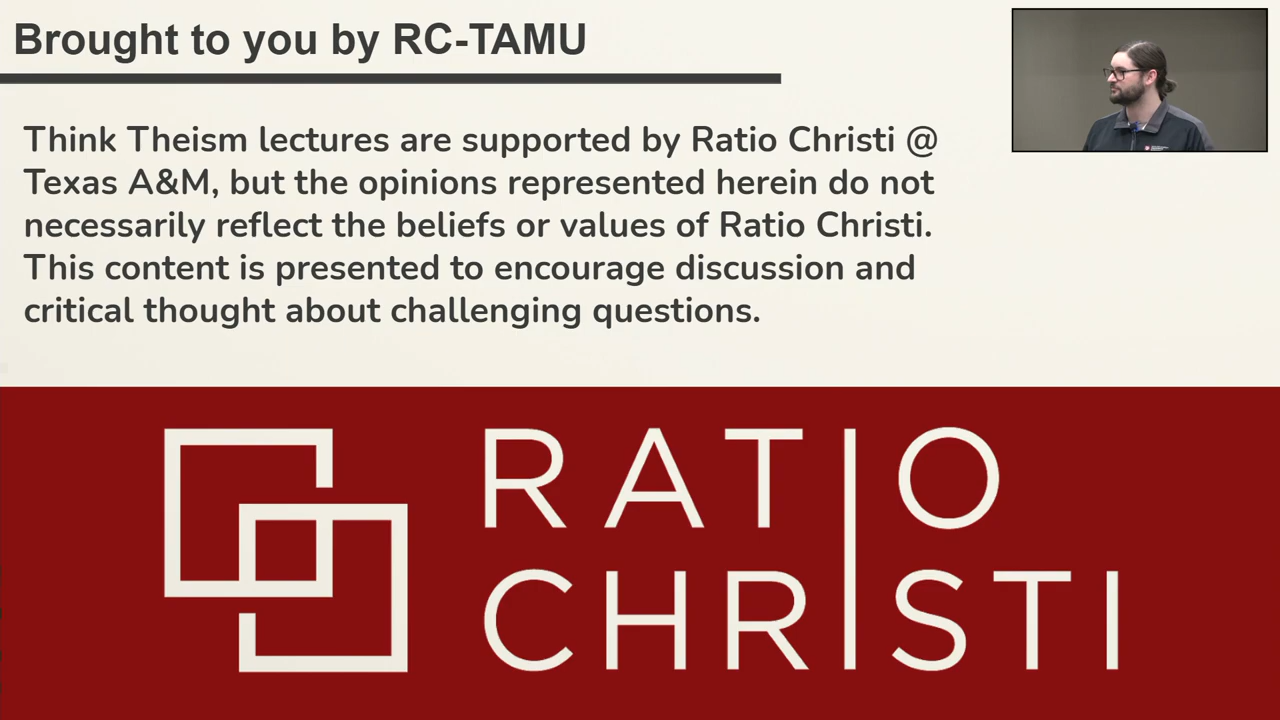 Brought to you by RC-TAMU
Think Theism lectures are supported by Ratio Christi @
Texas A&M, but the opinions represented herein do not
necessarily reflect the beliefs or values of Ratio Christi.
This content is presented to encourage discussion and
critical thought about challenging questions.
RATIO
CHRISTI